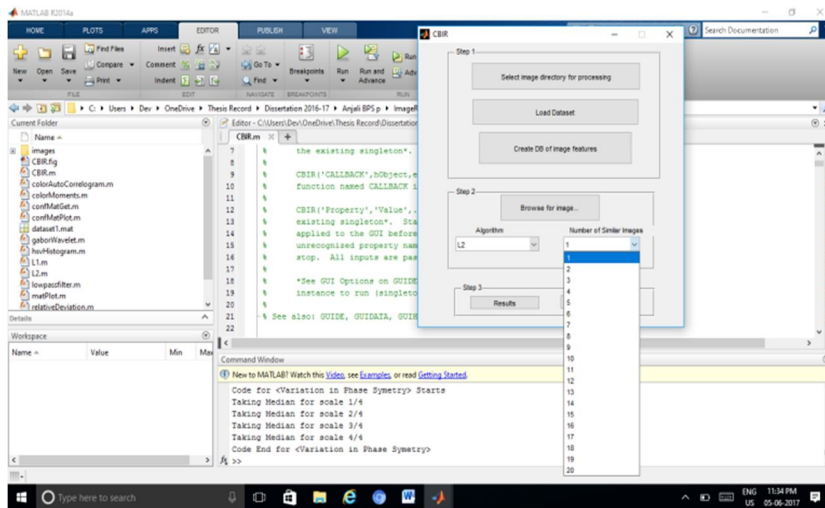 MATLAB R2014a
HOME PLOTS APPS EDITOR PUBLISH VIEW
Search Documentation
New Open Save
Find Files
Compare
Print
Insert
Comment
Indent
Go To
Find
Breakpoints
Run
Run and Advance
Run
FILE EDIT NAVIGATE BREAKPOINTS RUN
C: Users Dev OneDrive Thesis Record Dissertation 2016-17 Anjali BPS p
Current Folder
Name
images
CBIR.fig
CBIR.m
colorAutoCorrelogram.m
colorMoments.m
confMatGet.m
confMatPlot.m
dataset1.mat
gaborWavelet.m
hsvHistogram.m
L1.m
L2.m
lowpassfilter.m
matPlot.m
relativeDeviation.m
Details
Workspace
Name Value Min
Editor - C:\Users\Dev\OneDrive\Thesis Record\Dissertation
CBIR.m
7 % the existing singleton*.
8 %
9 % CBIR('CALLBACK',hObject,e
10 % function named CALLBACK i
11 %
12 % CBIR('Property','Value',.
13 % existing singleton*. Sta
14 % applied to the GUI before
15 % unrecognized property nam
16 % stop. All inputs are pas
17 %
18 % *See GUI Options on GUIDE
19 % instance to run (singleto
20 %
21 % See also: GUIDE, GUIDATA, GUIH
22
Command Window
New to MATLAB? Watch this Video, see Examples, or read Getting Started.
Code for <Variation in Phase Symetry> Starts
Taking Median for scale 1/4
Taking Median for scale 2/4
Taking Median for scale 3/4
Taking Median for scale 4/4
Code End for <Variation in Phase Symetry>
fx >>
CBIR
Step 1
Select image directory for processing
Load Dataset
Create DB of image features
Step 2
Browse for image...
Algorithm Number of Similar Images
L2 1
1
2
3
4
5
6
7
8
9
10
11
12
13
14
15
16
17
18
19
20
Step 3
Results
Type here to search
ENG
US
11:34 PM
05-06-2017